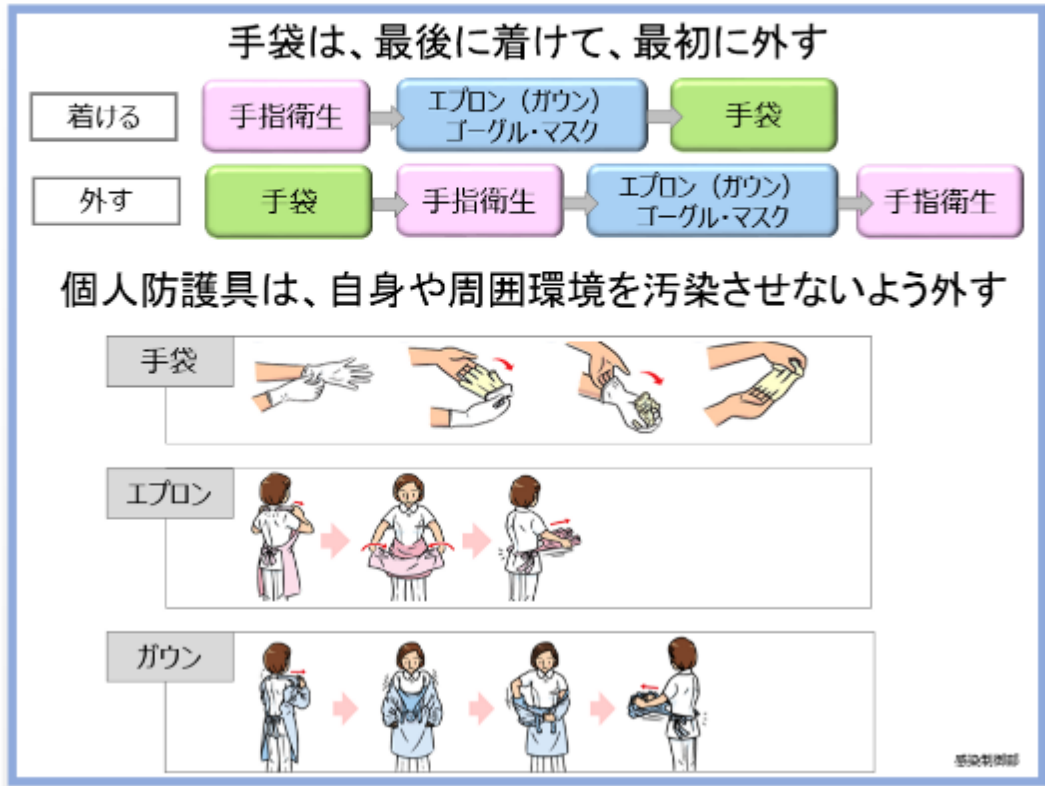 手袋は、最後に着けて、最初に外す
着ける
手指衛生
エプロン（ガウン）
ゴーグル・マスク
手袋
外す
手袋
手指衛生
エプロン（ガウン）
ゴーグル・マスク
手指衛生
個人防護具は、自身や周囲環境を汚染させないよう外す
手袋
エプロン
ガウン
感染制御部